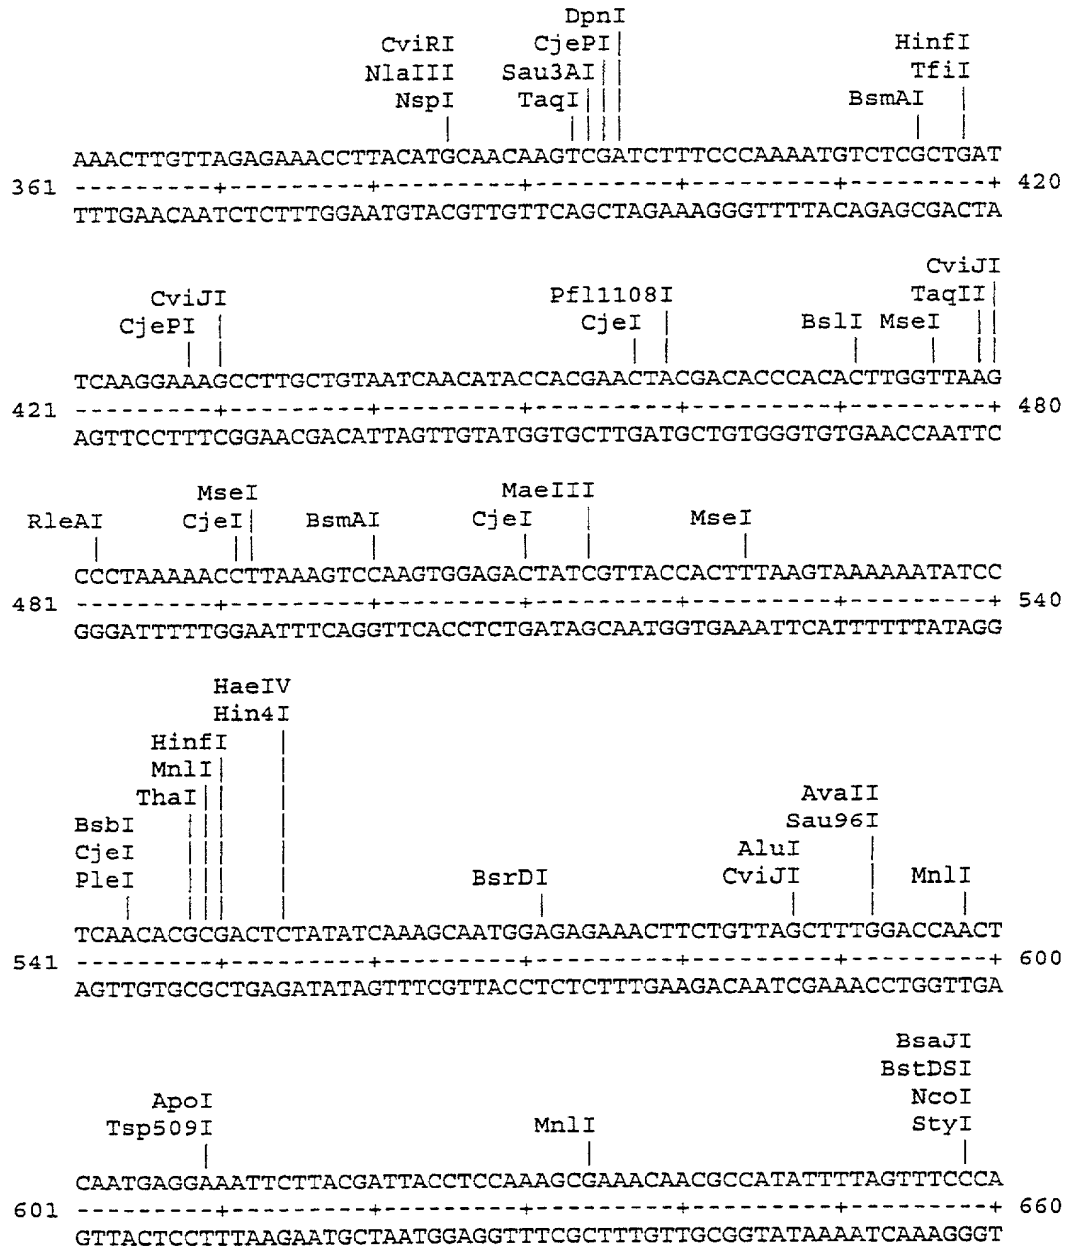 DpnI
CviRI CjePI HinfI
NlaIII Sau3AI TfiI
NspI TaqI BsmAI
AAACTTGTTAGAGAAACCTTACATGCAACAAGTCGATCTTTCCCAAAATGTCTCGCTGAT
361 ---------+---------+---------+---------+---------+---------+ 420
TTTGAACAATCTCTTTGGAATGTACGTTGTTCAGCTAGAAAGGGTTTTACAGAGCGACTA
CviJI
CviJI Pfl1108I TaqII
CjePI CjeI BslI MseI
TCAAGGAAAGCCTTGCTGTAATCAACATACCACGAACTACGACACCCACACTTGGTTAAG
421 ---------+---------+---------+---------+---------+---------+ 480
AGTTCCTTTCGGAACGACATTAGTTGTATGGTGCTTGATGCTGTGGGTGTGAACCAATTC
MseI MaeIII
RleAI CjeI BsmAI CjeI MseI
CCCTAAAAACCTTAAAGTCCAAGTGGAGACTATCGTTACCACTTTAAGTAAAAAATATCC
481 ---------+---------+---------+---------+---------+---------+ 540
GGGATTTTTGGAATTTCAGGTTCACCTCTGATAGCAATGGTGAAATTCATTTTTTATAGG
HaeIV
Hin4I
HinfI
MnlI
ThaI AvaII
BsbI Sau96I
CjeI AluI
PleI BsrDI CviJI MnlI
TCAACACGCGACTCTATATCAAAGCAATGGAGAGAAACTTCTGTTAGCTTTGGACCAACT
541 ---------+---------+---------+---------+---------+---------+ 600
AGTTGTGCGCTGAGATATAGTTTCGTTACCTCTCTTTGAAGACAATCGAAACCTGGTTGA
BsaJI
BstDSI
ApoI NcoI
Tsp509I MnlI StyI
CAATGAGGAAATTCTTACGATTACCTCCAAAGCGAAACAACGCCATATTTTAGTTTCCCA
601 ---------+---------+---------+---------+---------+---------+ 660
GTTACTCCTTTAAGAATGCTAATGGAGGTTTCGCTTTGTTGCGGTATAAAATCAAAGGGT